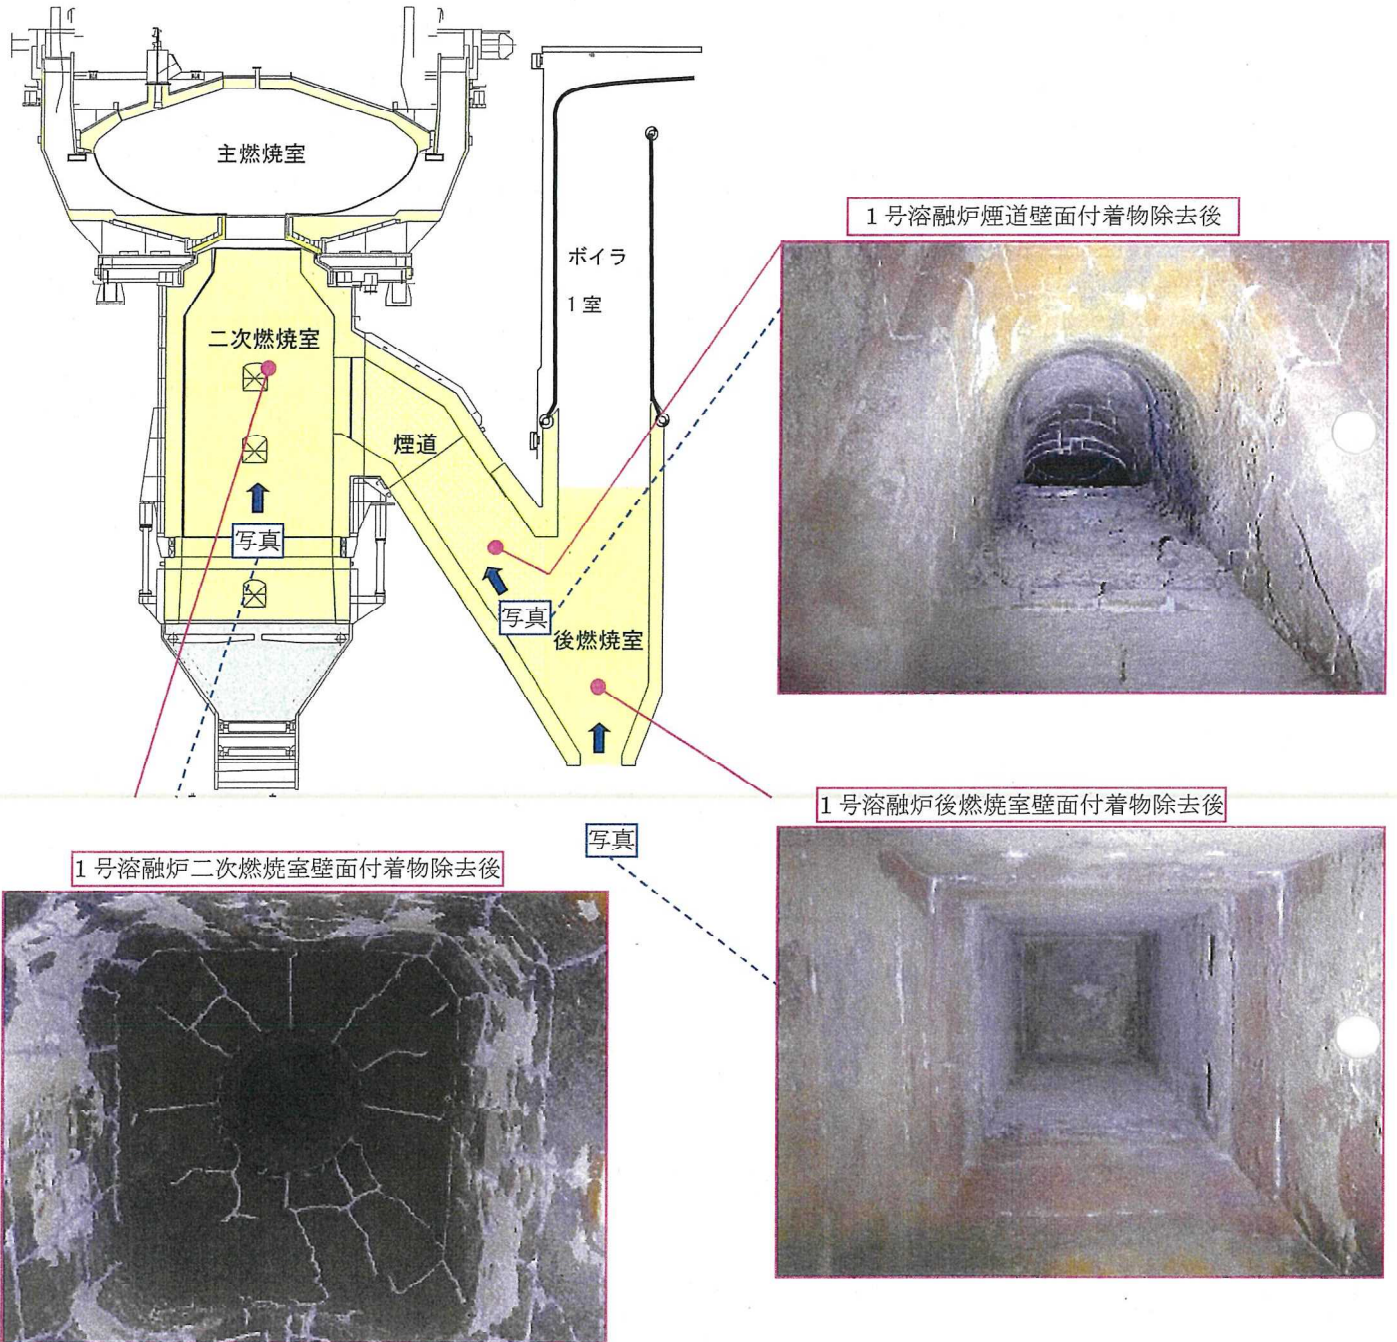 主燃焼室
1号溶融炉煙道壁面付着物除去後
ボイラ
1室
二次燃焼室
煙道
写真
写真
後燃焼室
1号溶融炉後燃焼室壁面付着物除去後
写真
1号溶融炉二次燃焼室壁面付着物除去後